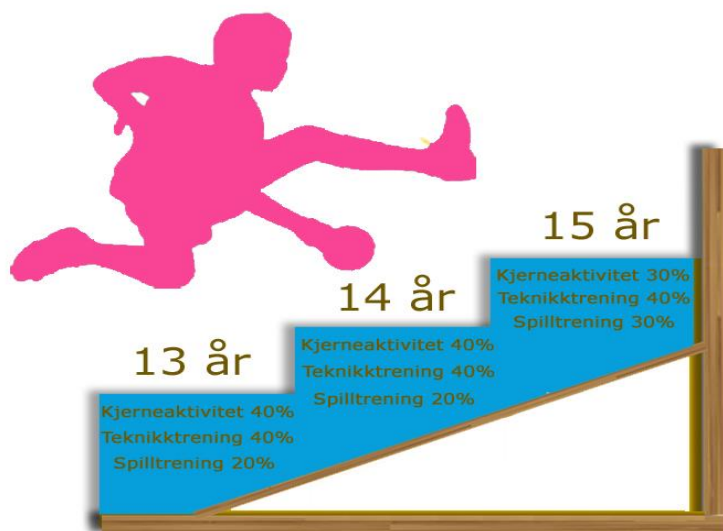 13 år
Kjerneaktivitet 40%
Teknikktrening 40%
Spilltrening 20%
14 år
Kjerneaktivitet 40%
Teknikktrening 40%
Spilltrening 20%
15 år
Kjerneaktivitet 30%
Teknikktrening 40%
Spilltrening 30%